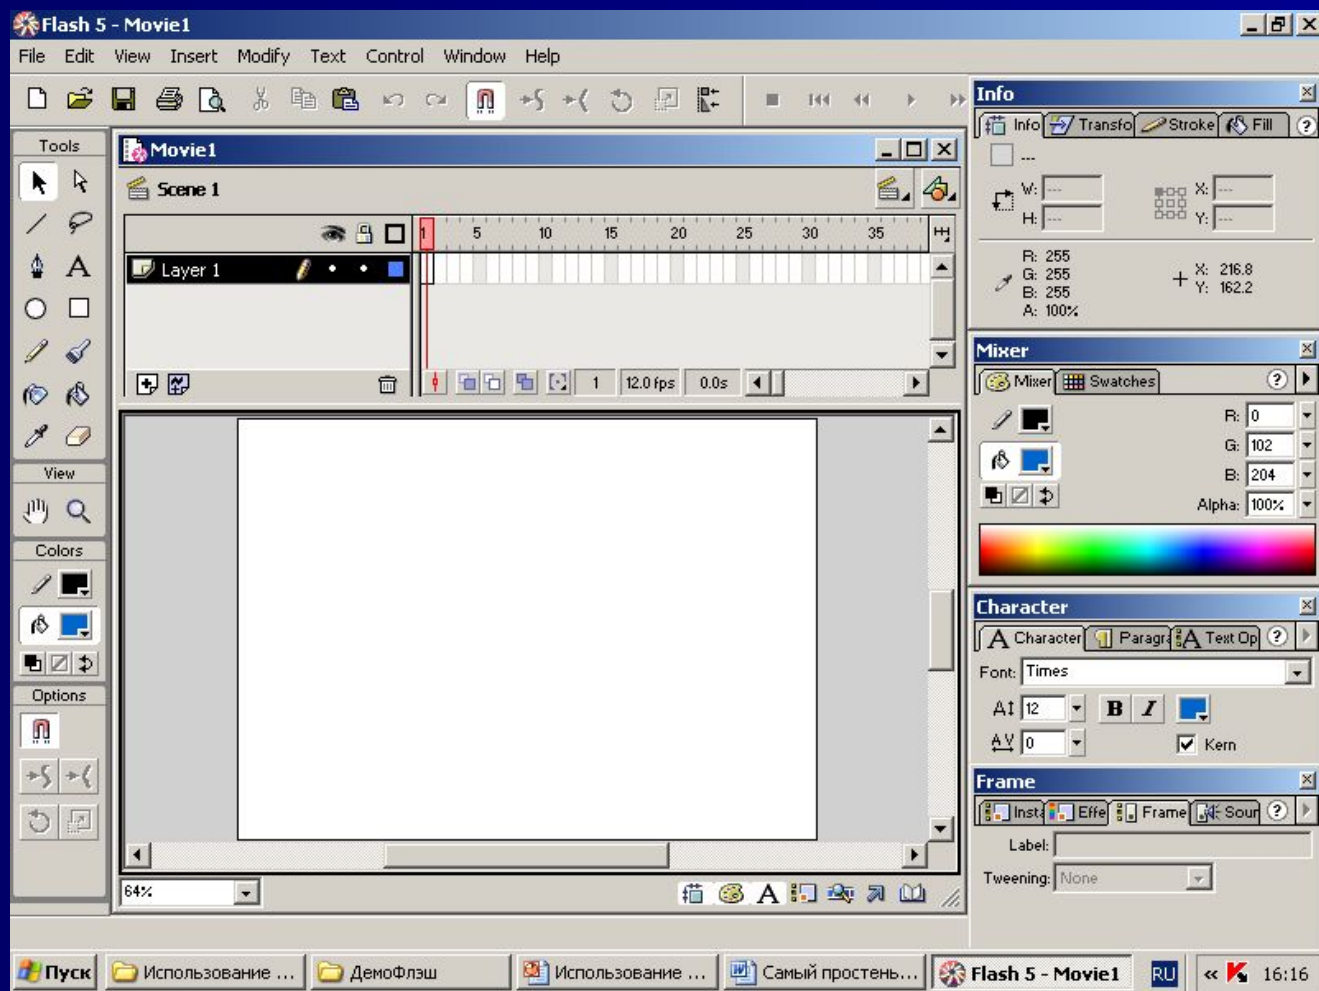 Flash 5 - Movie1
File Edit View Insert Modify Text Control Window Help
Tools
View
Colors
Options
Movie1
Scene 1
1 5 10 15 20 25 30 35
Layer 1
1 12.0 fps 0.0s
64%
Info
Info Transfo Stroke Fill ?
---
W: --- X: ---
H: --- Y: ---
R: 255
G: 255
B: 255
A: 100%
X: 216.8
Y: 162.2
Mixer
Mixer Swatches ?
R: 0
G: 102
B: 204
Alpha: 100%
Character
A Character Paragra A Text Op ?
Font: Times
AI 12 B I
AV 0 Kern
Frame
Insta Effe Frame Sour ?
Label:
Tweening: None
Пуск Использование ... ДемоФлэш Использование ... Самый простень... Flash 5 - Movie1 RU « 16:16